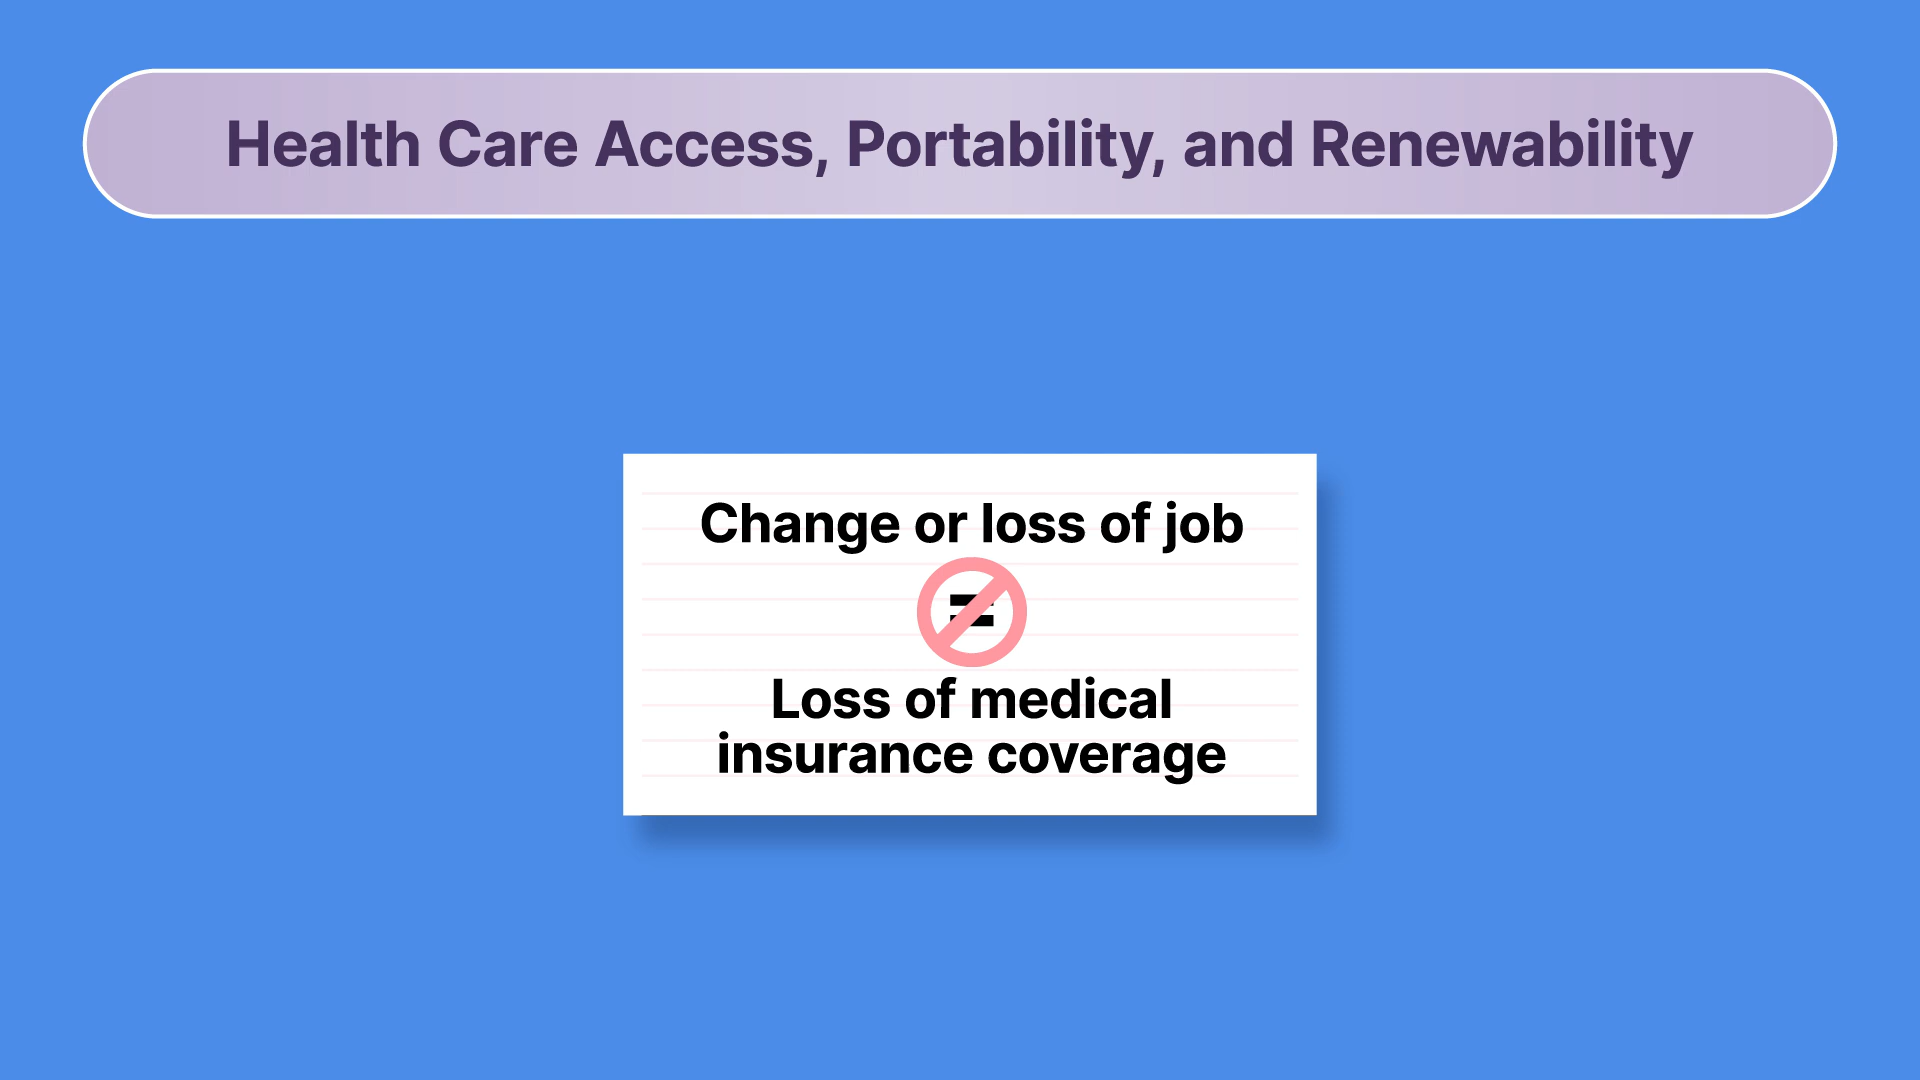 Health Care Access, Portability, and Renewability
Change or loss of job
=
Loss of medical
insurance coverage